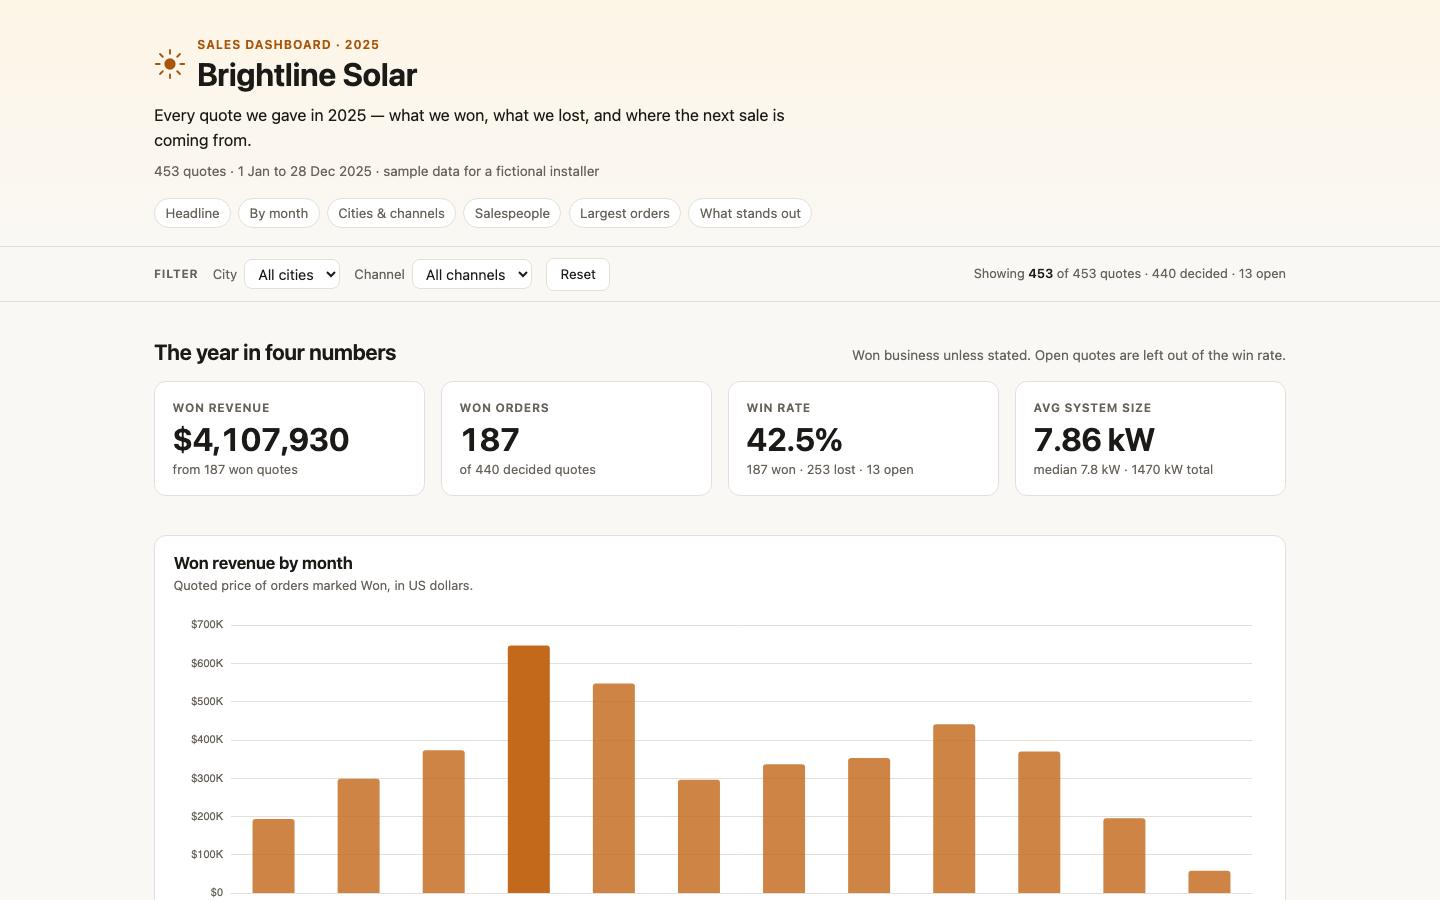 SALES DASHBOARD · 2025
Brightline Solar
Every quote we gave in 2025 — what we won, what we lost, and where the next sale is
coming from.
453 quotes · 1 Jan to 28 Dec 2025 · sample data for a fictional installer
Headline
By month
Cities & channels
Salespeople
Largest orders
What stands out
FILTER City All cities Channel All channels Reset
Showing 453 of 453 quotes · 440 decided · 13 open
The year in four numbers
Won business unless stated. Open quotes are left out of the win rate.
WON REVENUE
$4,107,930
from 187 won quotes
WON ORDERS
187
of 440 decided quotes
WIN RATE
42.5%
187 won · 253 lost · 13 open
AVG SYSTEM SIZE
7.86 kW
median 7.8 kW · 1470 kW total
Won revenue by month
Quoted price of orders marked Won, in US dollars.
$700K
$600K
$500K
$400K
$300K
$200K
$100K
$0